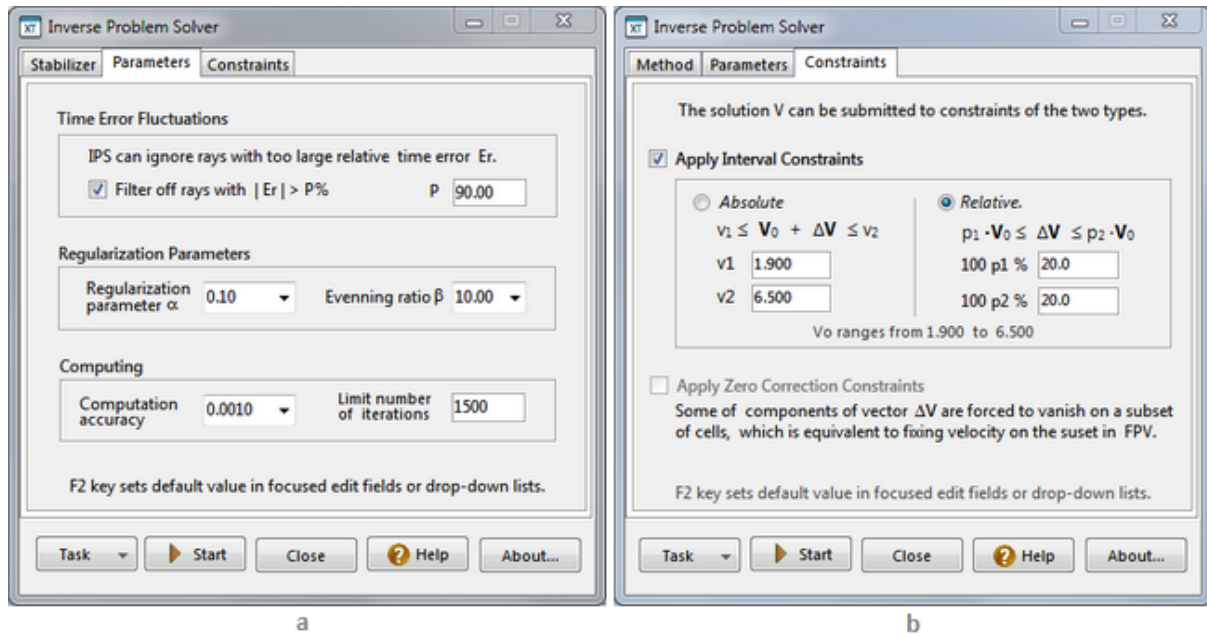 Inverse Problem Solver
Stabilizer Parameters Constraints
Time Error Fluctuations
IPS can ignore rays with too large relative time error Er.
Filter off rays with | Er | > P% P 90.00
Regularization Parameters
Regularization parameter α 0.10 Evenning ratio β 10.00
Computing
Computation accuracy 0.0010 Limit number of iterations 1500
F2 key sets default value in focused edit fields or drop-down lists.
Task Start Close Help About...
a
Inverse Problem Solver
Method Parameters Constraints
The solution V can be submitted to constraints of the two types.
Apply Interval Constraints
Absolute
v1 ≤ V0 + ΔV ≤ v2
v1 1.900
v2 6.500
Relative.
p1 ·V0 ≤ ΔV ≤ p2 ·V0
100 p1 % 20.0
100 p2 % 20.0
Vo ranges from 1.900 to 6.500
Apply Zero Correction Constraints
Some of components of vector ΔV are forced to vanish on a subset
of cells, which is equivalent to fixing velocity on the suset in FPV.
F2 key sets default value in focused edit fields or drop-down lists.
Task Start Close Help About...
b